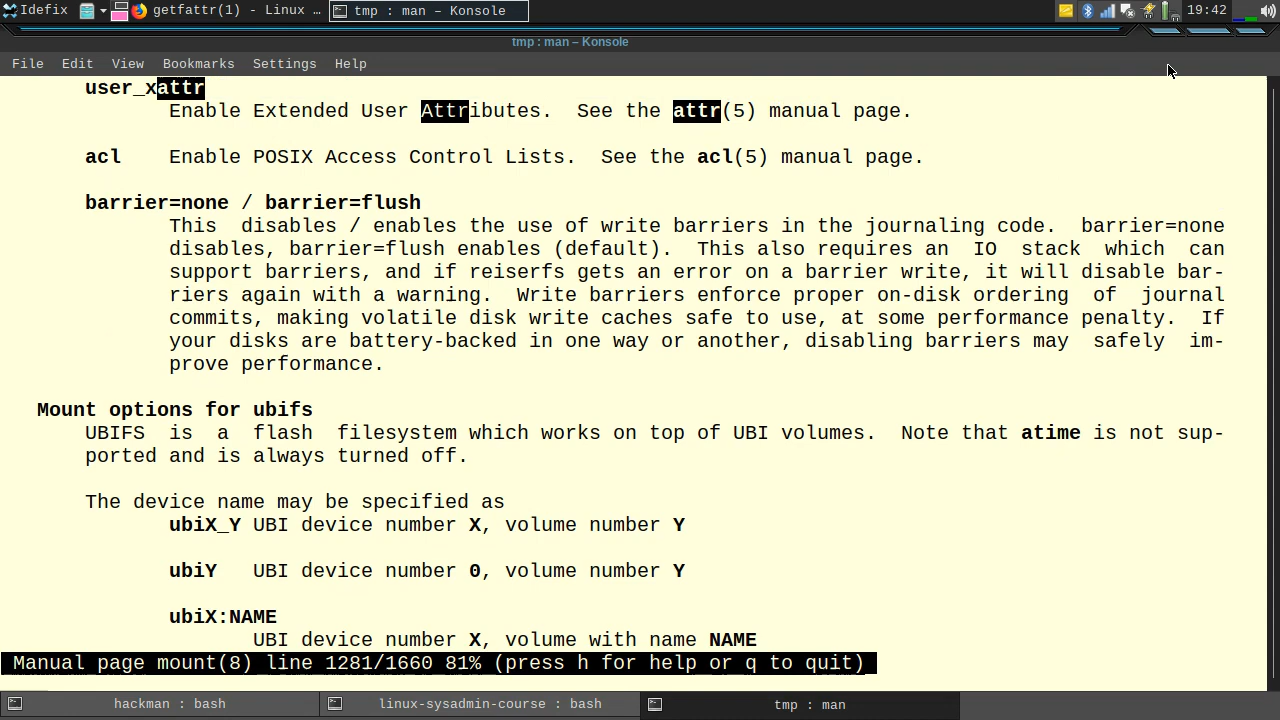 Idefix getfattr(1) - Linux … tmp : man – Konsole 19:42
tmp : man – Konsole
File Edit View Bookmarks Settings Help
user_xattr
Enable Extended User Attributes.  See the attr(5) manual page.
acl    Enable POSIX Access Control Lists.  See the acl(5) manual page.
barrier=none / barrier=flush
This  disables / enables the use of write barriers in the journaling code.  barrier=none
disables, barrier=flush enables (default).  This also requires an  IO  stack  which  can
support barriers, and if reiserfs gets an error on a barrier write, it will disable bar-
riers again with a warning.  Write barriers enforce proper on-disk ordering  of  journal
commits, making volatile disk write caches safe to use, at some performance penalty.  If
your disks are battery-backed in one way or another, disabling barriers may  safely  im-
prove performance.
Mount options for ubifs
UBIFS  is  a  flash  filesystem which works on top of UBI volumes.  Note that atime is not sup-
ported and is always turned off.
The device name may be specified as
ubiX_Y UBI device number X, volume number Y
ubiY   UBI device number 0, volume number Y
ubiX:NAME
UBI device number X, volume with name NAME
Manual page mount(8) line 1281/1660 81% (press h for help or q to quit)
hackman : bash linux-sysadmin-course : bash tmp : man